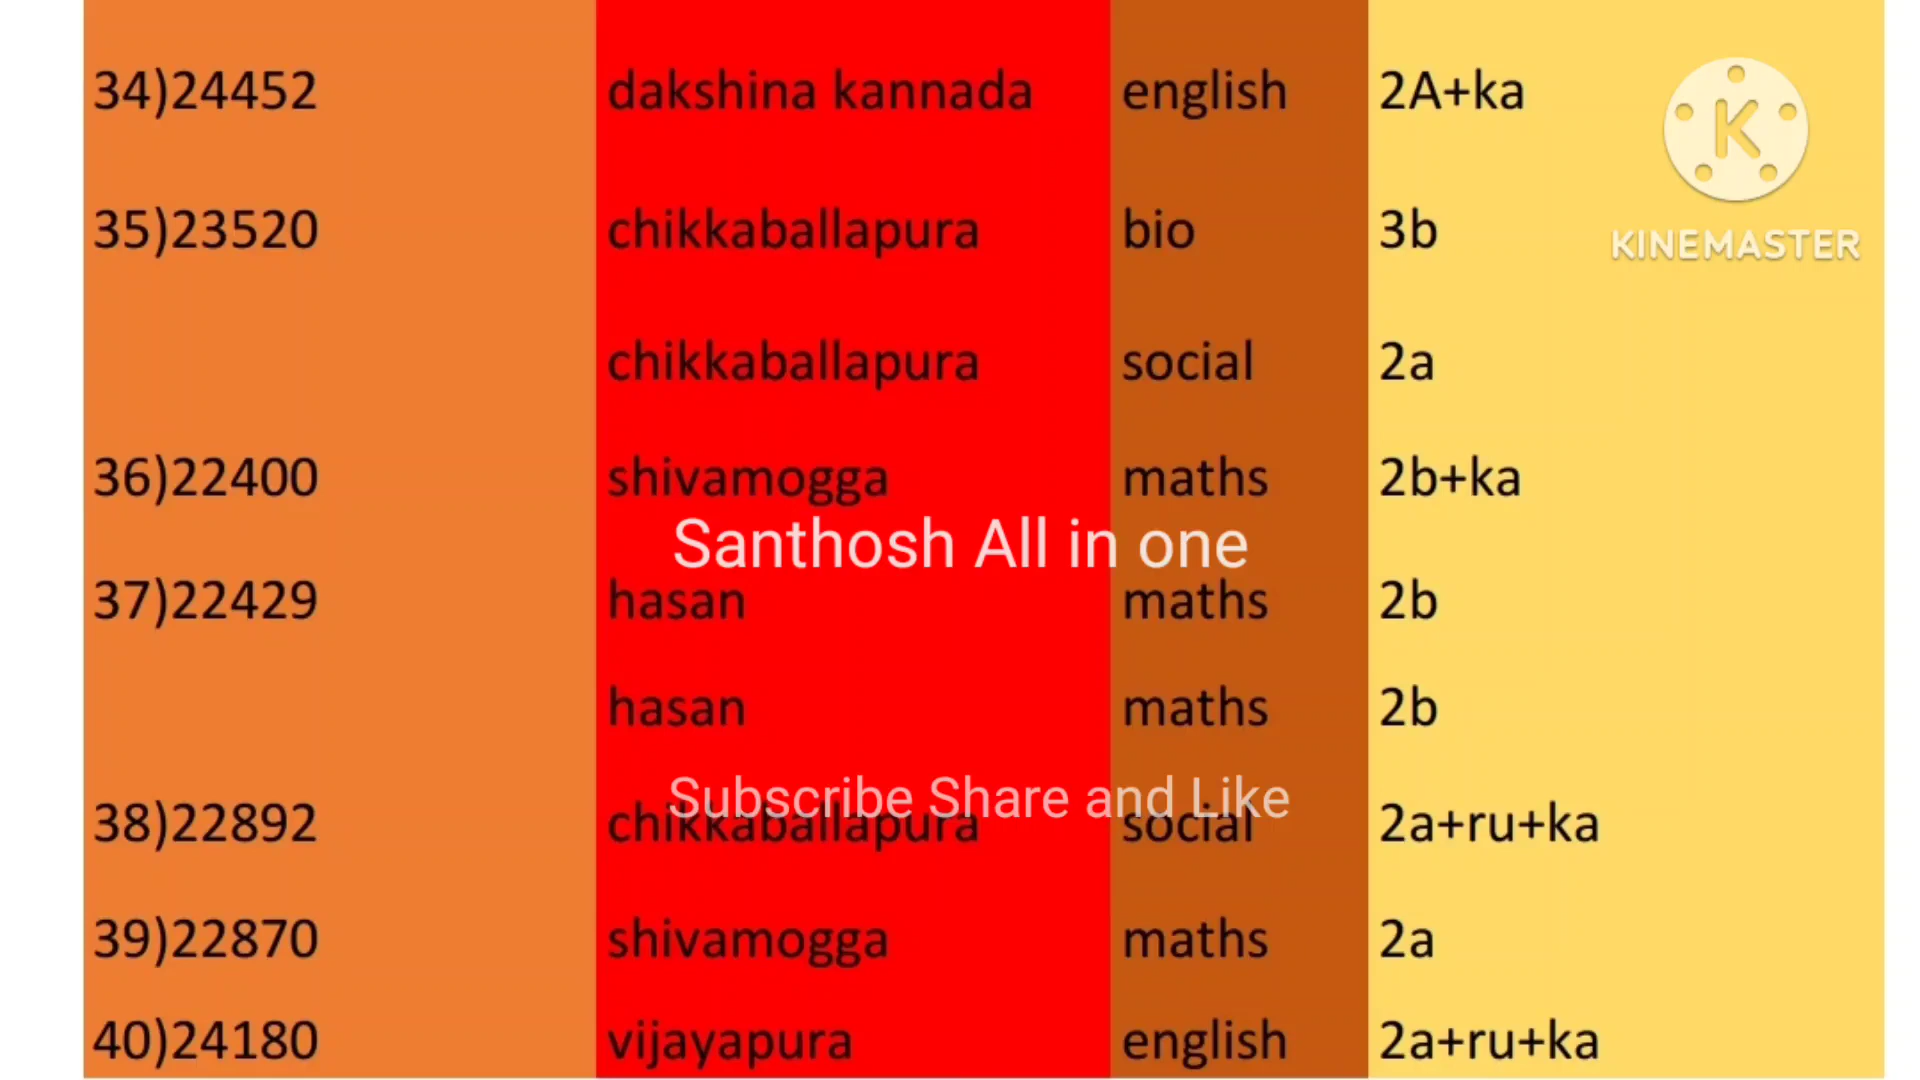 34)24452 dakshina kannada english 2A+ka
35)23520 chikkaballapura bio 3b
KINEMASTER
chikkaballapura social 2a
36)22400 shivamogga maths 2b+ka
Santhosh All in one
37)22429 hasan maths 2b
hasan maths 2b
Subscribe Share and Like
38)22892 chikkaballapura social 2a+ru+ka
39)22870 shivamogga maths 2a
40)24180 vijayapura english 2a+ru+ka